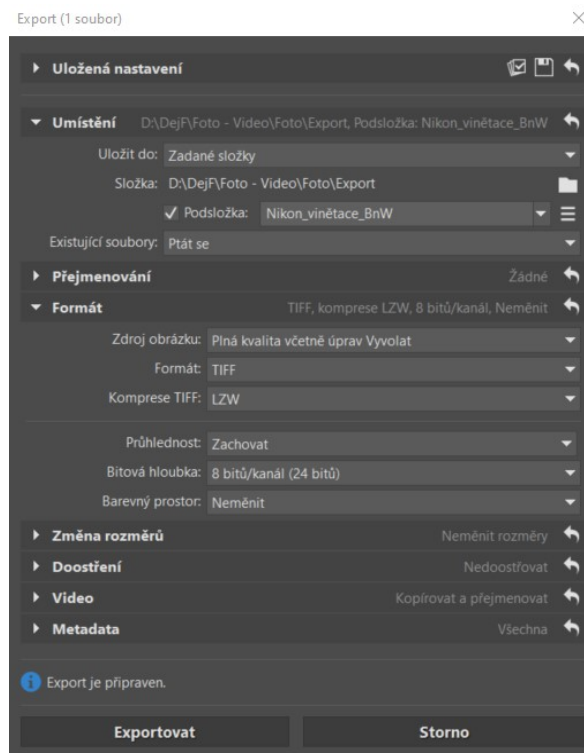 Export (1 soubor)
Uložená nastavení
Umístění D:\DejF\Foto - Video\Foto\Export, Podsložka: Nikon_vinětace_BnW
Uložit do: Zadané složky
Složka: D:\DejF\Foto - Video\Foto\Export
Podsložka: Nikon_vinětace_BnW
Existující soubory: Ptát se
Přejmenování Žádné
Formát TIFF, komprese LZW, 8 bitů/kanál, Neměnit
Zdroj obrázku: Plná kvalita včetně úprav Vyvolat
Formát: TIFF
Komprese TIFF: LZW
Průhlednost: Zachovat
Bitová hloubka: 8 bitů/kanál (24 bitů)
Barevný prostor: Neměnit
Změna rozměrů Neměnit rozměry
Doostření Nedoostřovat
Video Kopírovat a přejmenovat
Metadata Všechna
Export je připraven.
Exportovat Storno